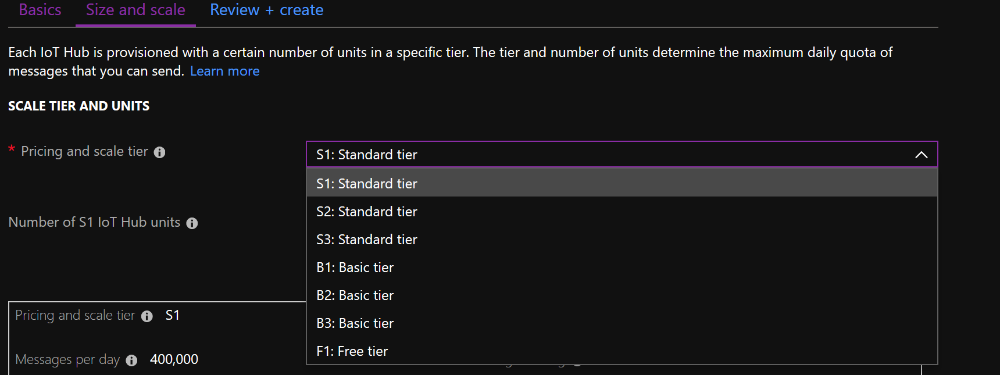 Basics Size and scale Review + create
Each IoT Hub is provisioned with a certain number of units in a specific tier. The tier and number of units determine the maximum daily quota of
messages that you can send. Learn more
SCALE TIER AND UNITS
* Pricing and scale tier
S1: Standard tier
S1: Standard tier
S2: Standard tier
S3: Standard tier
B1: Basic tier
B2: Basic tier
B3: Basic tier
F1: Free tier
Number of S1 IoT Hub units
Pricing and scale tier S1
Messages per day 400,000